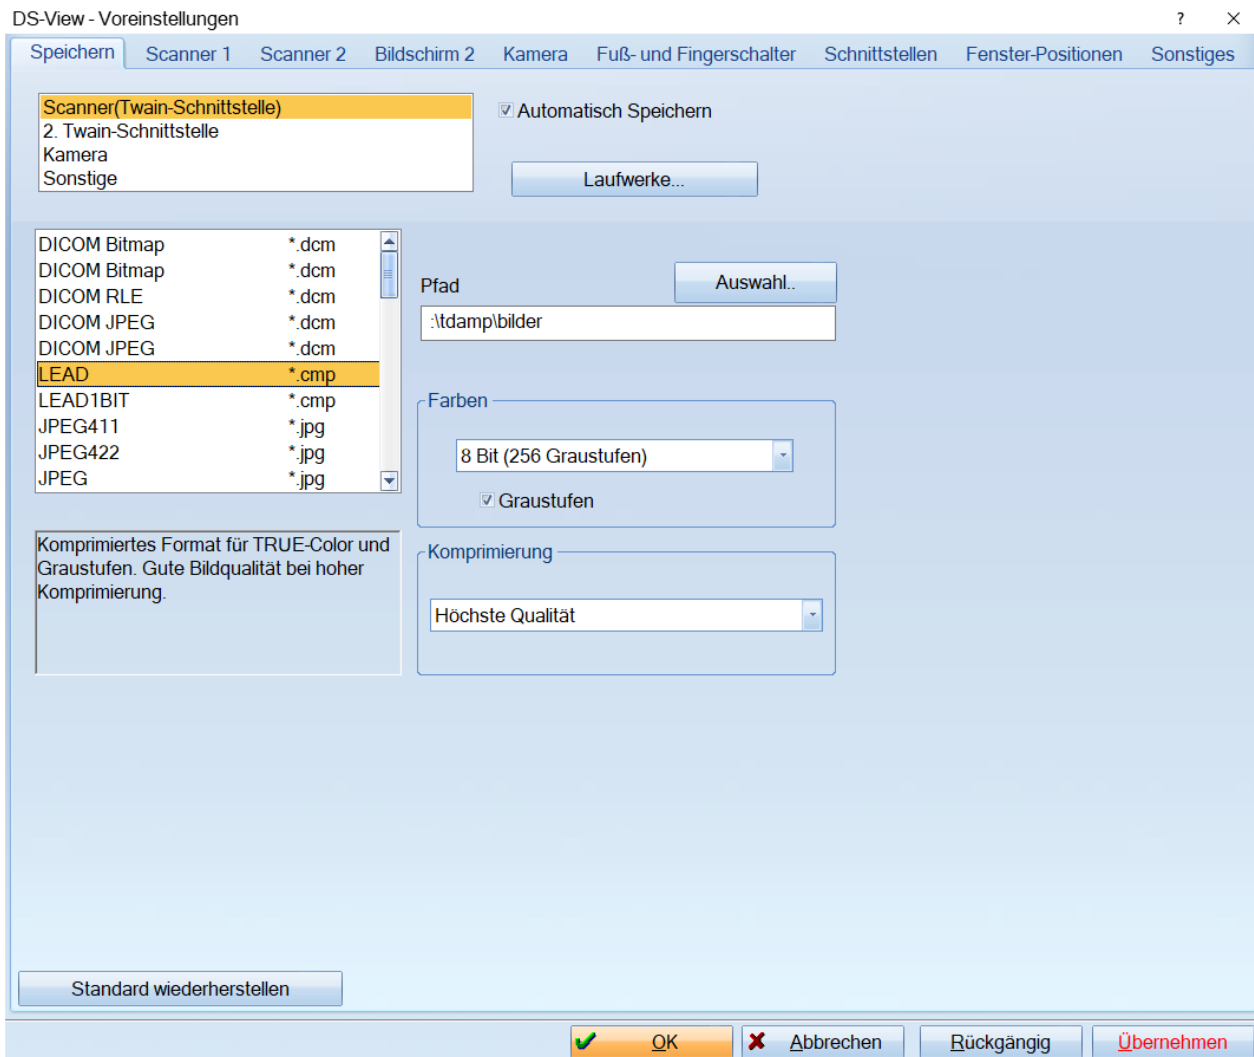 DS-View - Voreinstellungen ?
Speichern Scanner 1 Scanner 2 Bildschirm 2 Kamera Fuß- und Fingerschalter Schnittstellen Fenster-Positionen Sonstiges
Scanner(Twain-Schnittstelle)
2. Twain-Schnittstelle
Kamera
Sonstige
Automatisch Speichern
Laufwerke...
DICOM Bitmap *.dcm
DICOM Bitmap *.dcm
DICOM RLE *.dcm
DICOM JPEG *.dcm
DICOM JPEG *.dcm
LEAD *.cmp
LEAD1BIT *.cmp
JPEG411 *.jpg
JPEG422 *.jpg
JPEG *.jpg
Pfad Auswahl..
:\tdamp\bilder
Farben
8 Bit (256 Graustufen)
Graustufen
Komprimiertes Format für TRUE-Color und
Graustufen. Gute Bildqualität bei hoher
Komprimierung.
Komprimierung
Höchste Qualität
Standard wiederherstellen
OK Abbrechen Rückgängig Übernehmen